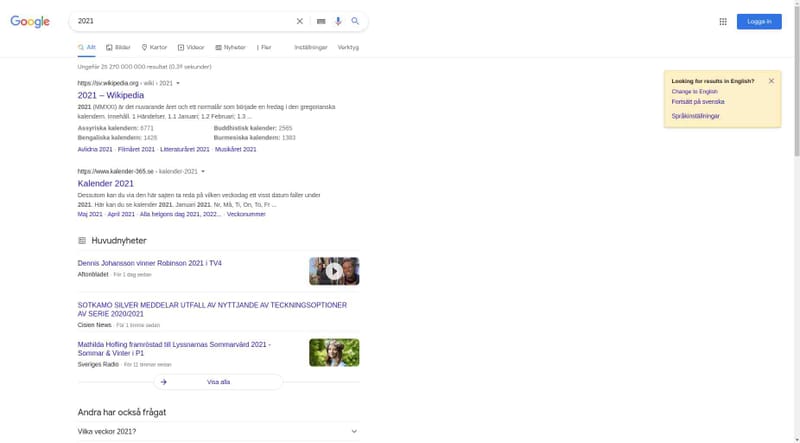 Google
2021
Logga in
Allt
Bilder
Kartor
Videor
Nyheter
Fler
Inställningar
Verktyg
Ungefär 25 270 000 000 resultat (0,39 sekunder)
https://sv.wikipedia.org › wiki › 2021
2021 – Wikipedia
2021 (MMXXI) är det nuvarande året och ett normalår som började en fredag i den gregorianska
kalendern. Innehåll. 1 Händelser. 1.1 Januari; 1.2 Februari; 1.3 ...
Assyriska kalendern: 6771
Buddhistisk kalender: 2565
Bengaliska kalendern: 1428
Burmesiska kalendern: 1383
Avlidna 2021 · Filmåret 2021 · Litteraturåret 2021 · Musikåret 2021
https://www.kalender-365.se › kalender-2021
Kalender 2021
Dessutom kan du via den här sajten ta reda på vilken veckodag ett visst datum faller under
2021. Här kan du se kalender 2021. Januari 2021. Nr, Må, Ti, On, To, Fr ...
Maj 2021 · April 2021 · Alla helgons dag 2021, 2022... · Veckonummer
Huvudnyheter
Dennis Johansson vinner Robinson 2021 i TV4
Aftonbladet · För 1 dag sedan
SOTKAMO SILVER MEDDELAR UTFALL AV NYTTJANDE AV TECKNINGSOPTIONER
AV SERIE 2020/2021
Cision News · För 1 timme sedan
Mathilda Hofling framröstad till Lyssnarnas Sommarvärd 2021 -
Sommar & Vinter i P1
Sveriges Radio · För 11 timmar sedan
Visa alla
Andra har också frågat
Vilka veckor 2021?
Looking for results in English?
Change to English
Fortsätt på svenska
Språkinställningar